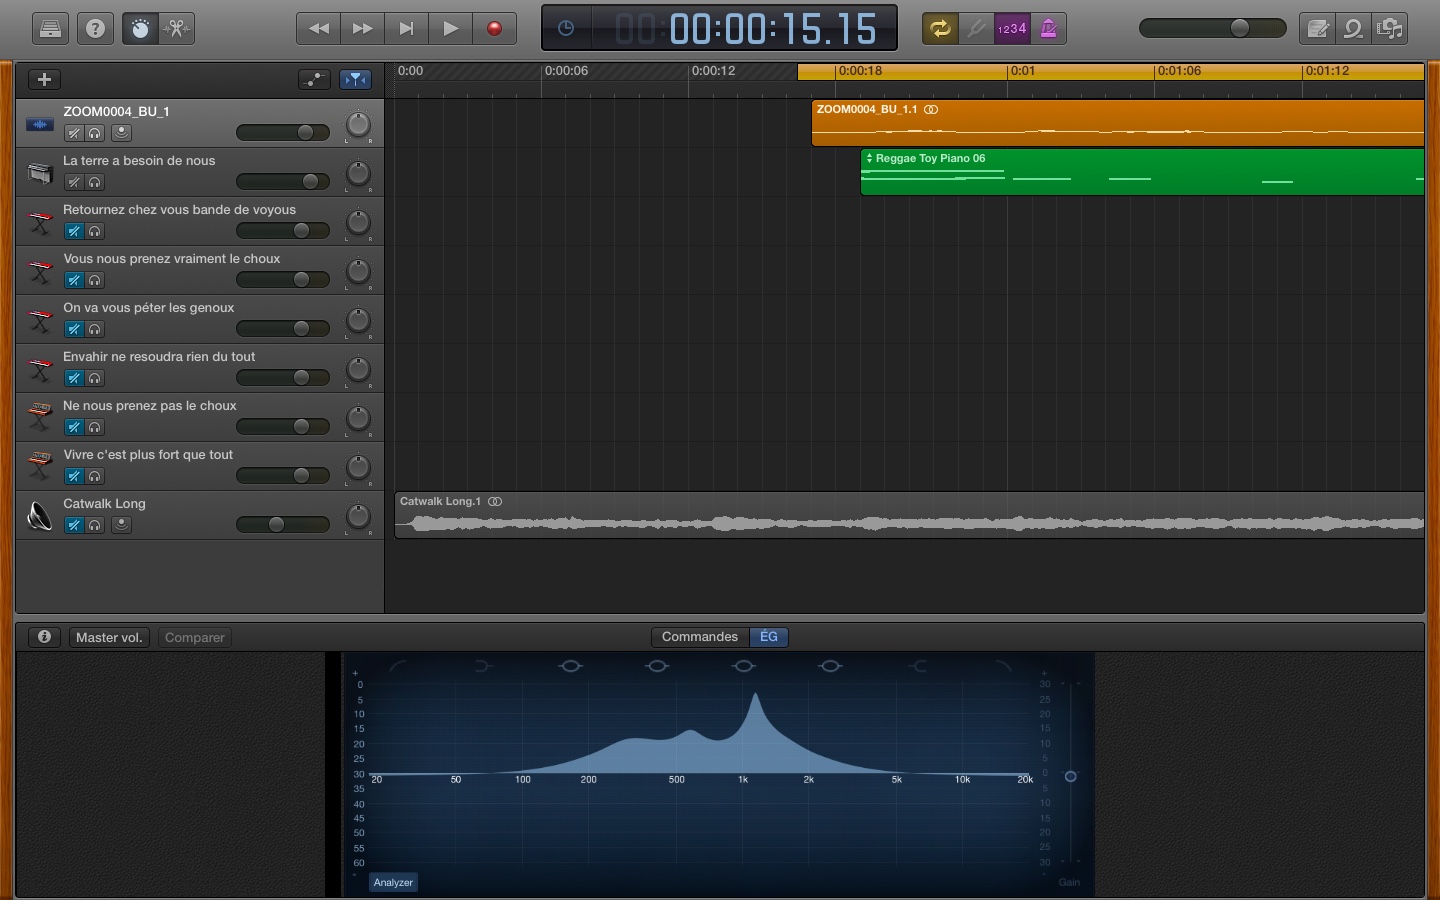 00:00:15.15
1234
0:00 0:00:06 0:00:12 0:00:18 0:01 0:01:06 0:01:12
ZOOM0004_BU_1
ZOOM0004_BU_1.1
L R
La terre a besoin de nous
Reggae Toy Piano 06
L R
Retournez chez vous bande de voyous
L R
Vous nous prenez vraiment le choux
L R
On va vous péter les genoux
L R
Envahir ne resoudra rien du tout
L R
Ne nous prenez pas le choux
L R
Vivre c'est plus fort que tout
L R
Catwalk Long
Catwalk Long.1
L R
Master vol. Comparer Commandes ÉG
+ +
0 30
5 25
10 20
15 15
20 10
25 5
30 20 50 100 200 500 1k 2k 5k 10k 20k 0
35 5
40 10
45 15
50 20
55 25
60 30
- -
Analyzer Gain